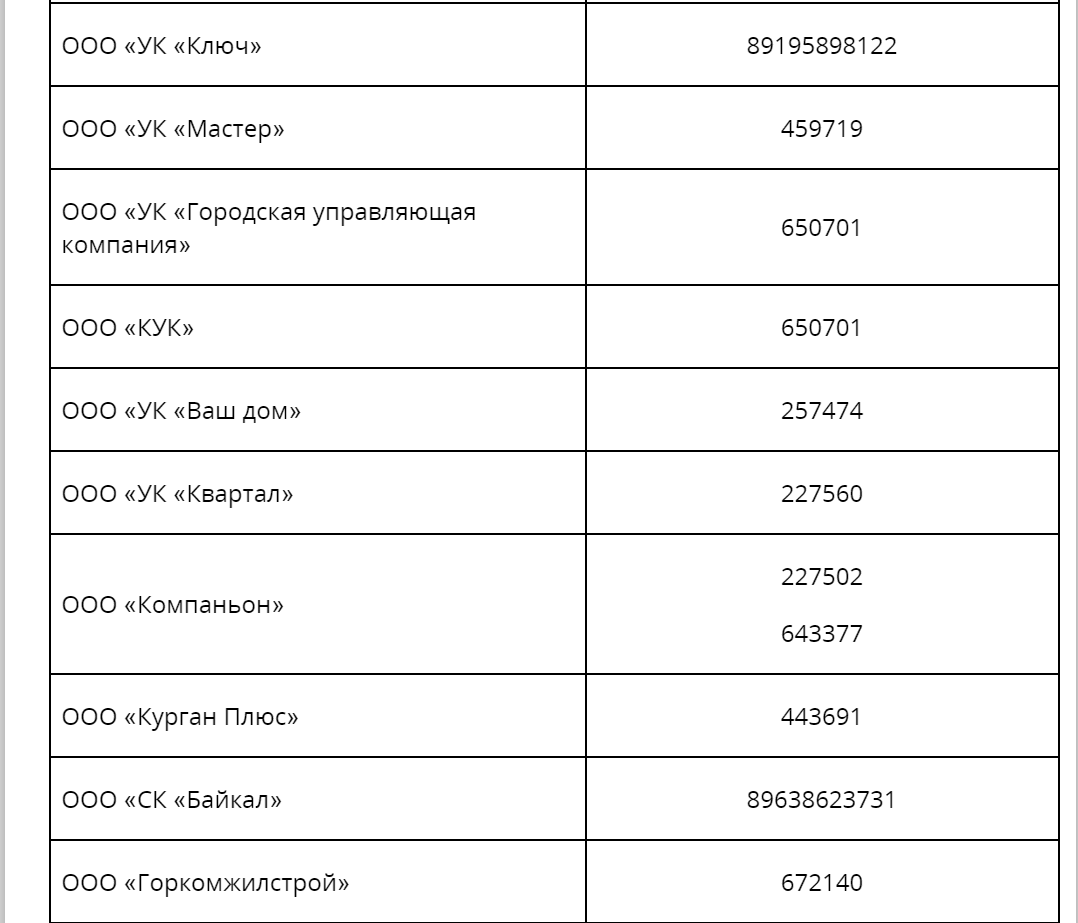 ООО «УК «Ключ»
89195898122
ООО «УК «Мастер»
459719
ООО «УК «Городская управляющая
компания»
650701
ООО «КУК»
650701
ООО «УК «Ваш дом»
257474
ООО «УК «Квартал»
227560
ООО «Компаньон»
227502
643377
ООО «Курган Плюс»
443691
ООО «СК «Байкал»
89638623731
ООО «Горкомжилстрой»
672140